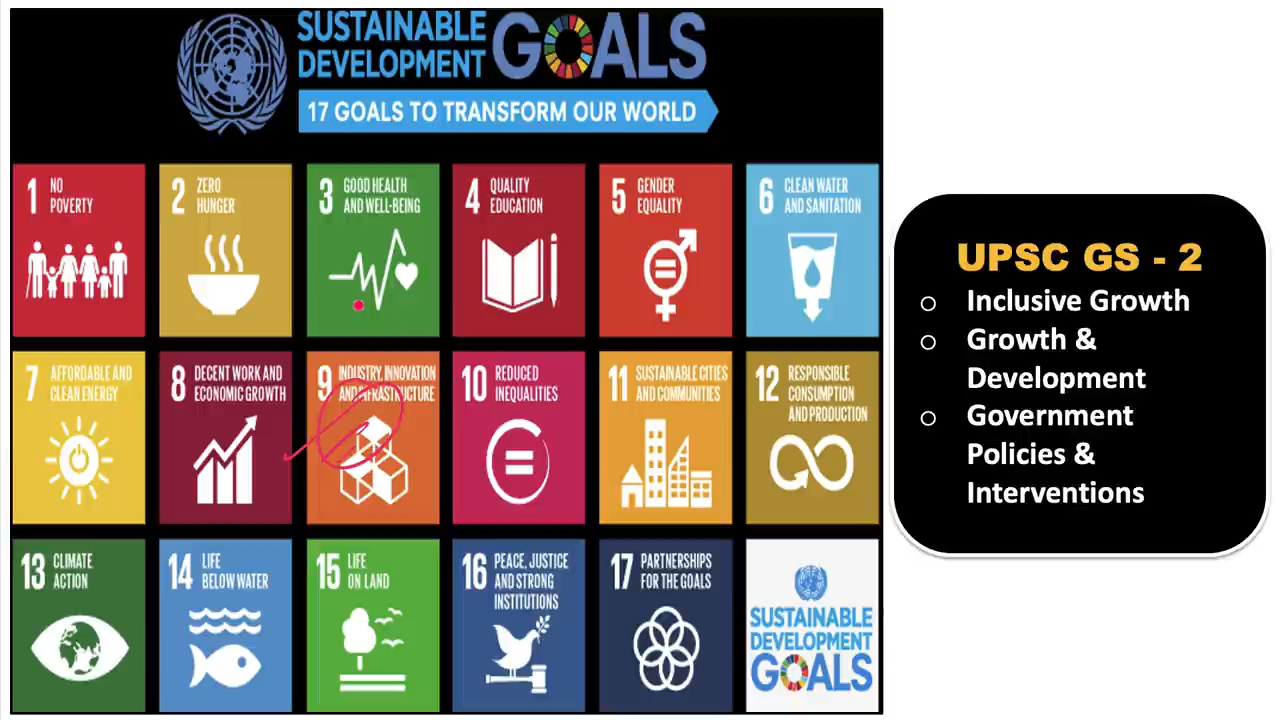 SUSTAINABLE
DEVELOPMENT
GOALS
17 GOALS TO TRANSFORM OUR WORLD
1 NO
POVERTY
2 ZERO
HUNGER
3 GOOD HEALTH
AND WELL-BEING
4 QUALITY
EDUCATION
5 GENDER
EQUALITY
6 CLEAN WATER
AND SANITATION
7 AFFORDABLE AND
CLEAN ENERGY
8 DECENT WORK AND
ECONOMIC GROWTH
9 INDUSTRY, INNOVATION
AND INFRASTRUCTURE
10 REDUCED
INEQUALITIES
11 SUSTAINABLE CITIES
AND COMMUNITIES
12 RESPONSIBLE
CONSUMPTION
AND PRODUCTION
13 CLIMATE
ACTION
14 LIFE
BELOW WATER
15 LIFE
ON LAND
16 PEACE, JUSTICE
AND STRONG
INSTITUTIONS
17 PARTNERSHIPS
FOR THE GOALS
SUSTAINABLE
DEVELOPMENT
GOALS
UPSC GS - 2
Inclusive Growth
Growth &
Development
Government
Policies &
Interventions